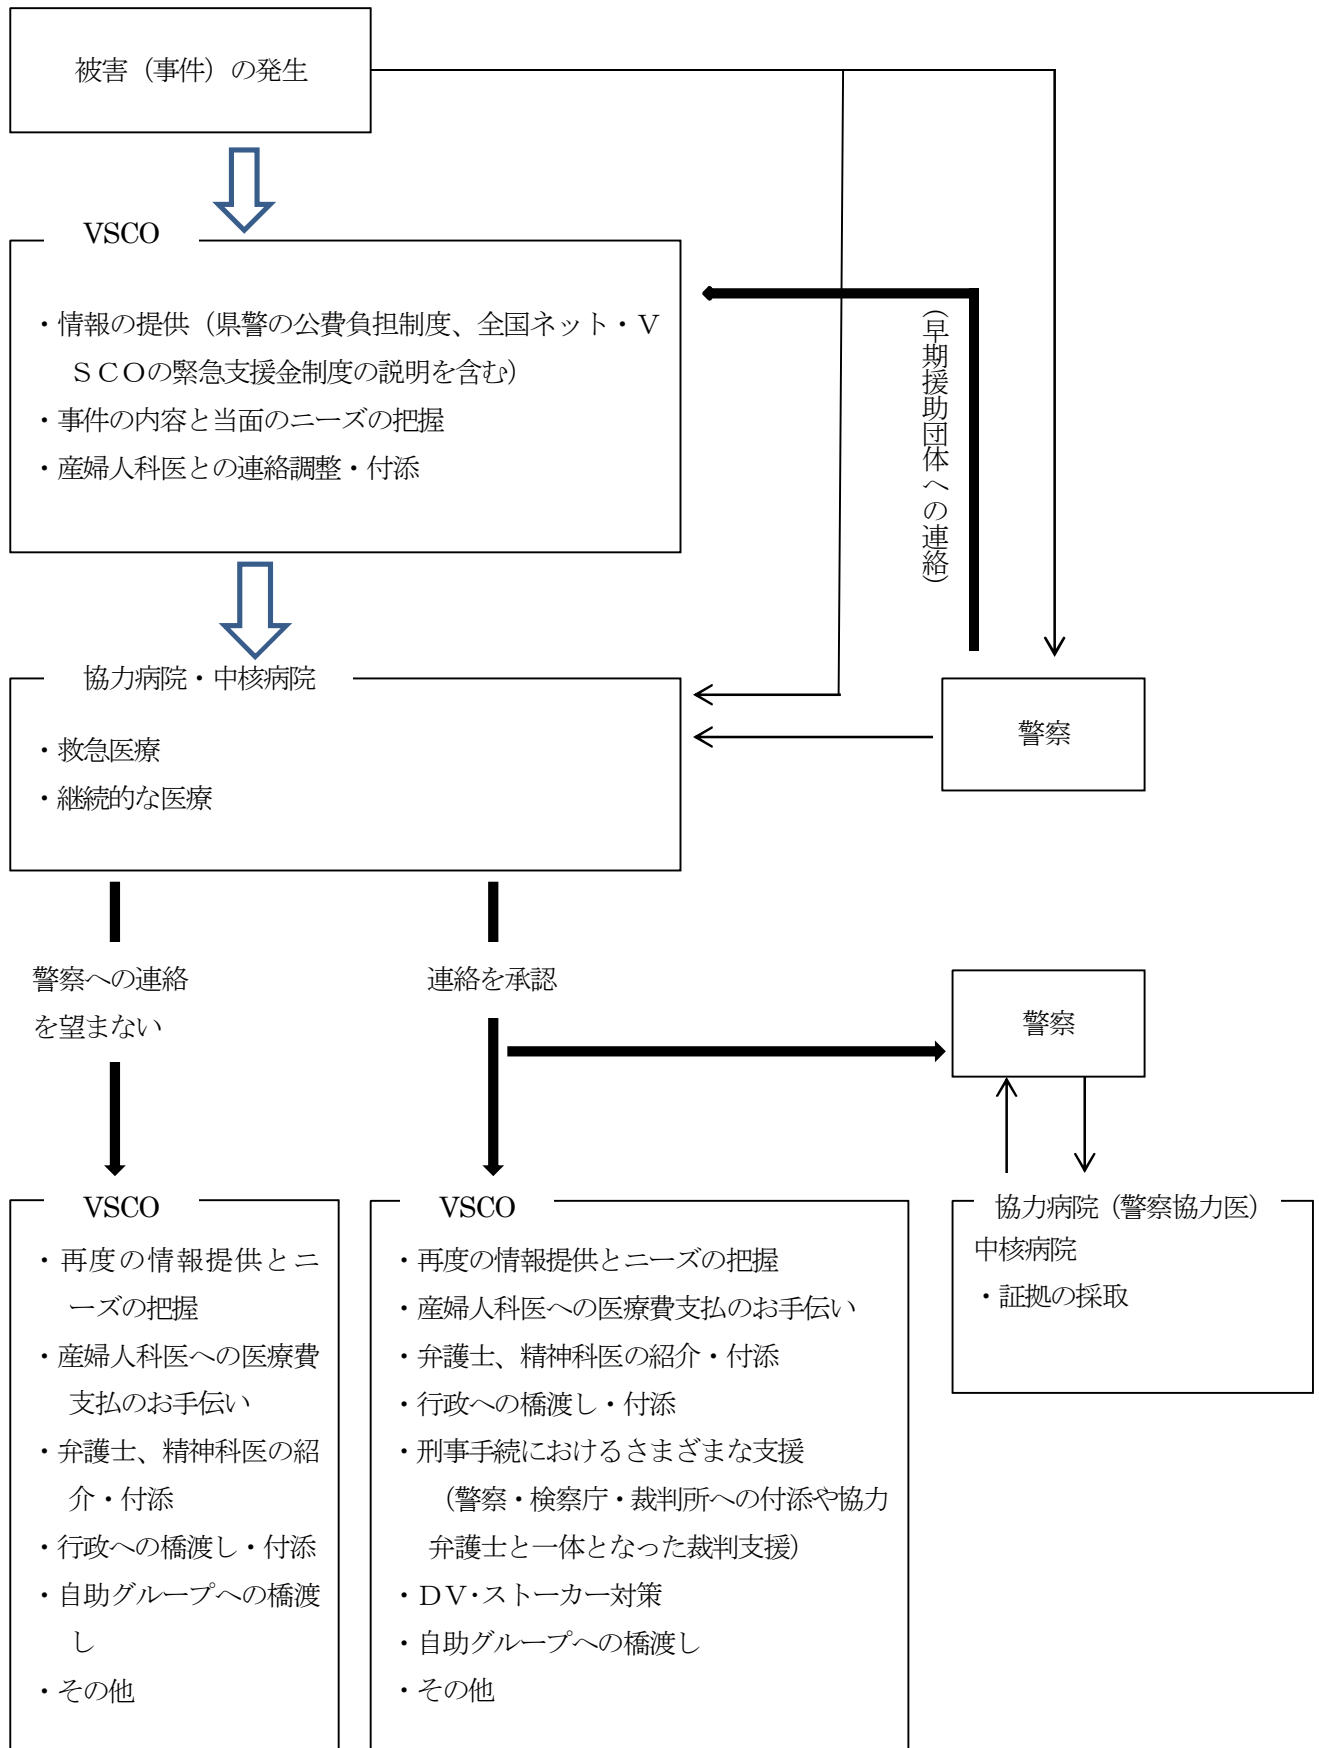 被害（事件）の発生
VSCO
・情報の提供（県警の公費負担制度、全国ネット・Ｖ
ＳＣＯの緊急支援金制度の説明を含む）
・事件の内容と当面のニーズの把握
・産婦人科医との連絡調整・付添
（早期援助団体への連絡）
協力病院・中核病院
・救急医療
・継続的な医療
警察
警察への連絡
を望まない
連絡を承認
警察
VSCO
・再度の情報提供とニ
ーズの把握
・産婦人科医への医療費
支払のお手伝い
・弁護士、精神科医の紹
介・付添
・行政への橋渡し・付添
・自助グループへの橋渡
し
・その他
VSCO
・再度の情報提供とニーズの把握
・産婦人科医への医療費支払のお手伝い
・弁護士、精神科医の紹介・付添
・行政への橋渡し・付添
・刑事手続におけるさまざまな支援
（警察・検察庁・裁判所への付添や協力
弁護士と一体となった裁判支援）
・ＤＶ･ストーカー対策
・自助グループへの橋渡し
・その他
協力病院（警察協力医）
中核病院
・証拠の採取